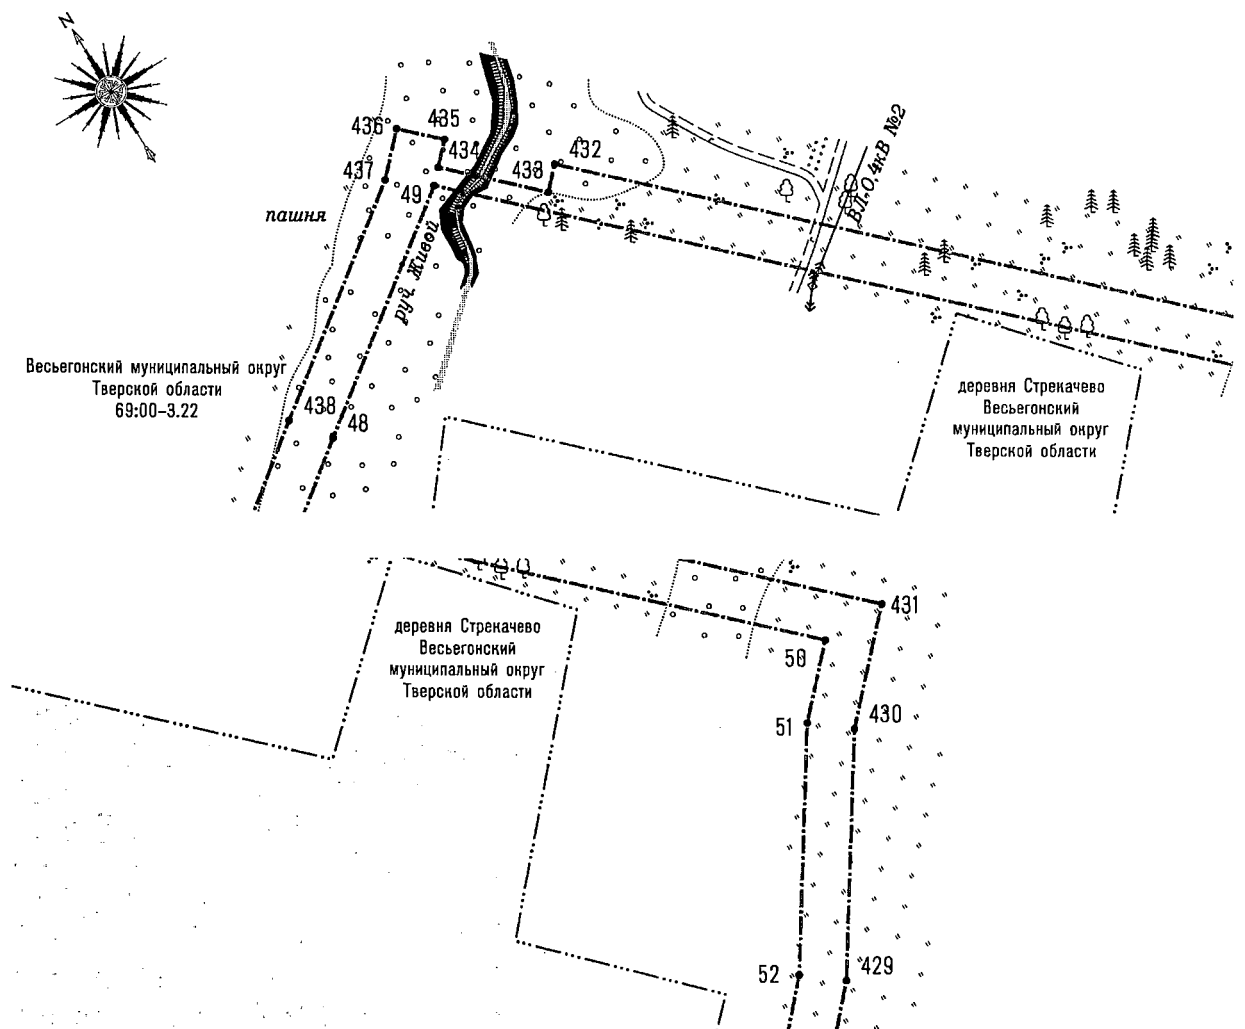 N
436
435
434
433
432
437
49
ВЛ-0,4кВ №2
пашня
руч. Живой
Весьегонский муниципальный округ
Тверской области
69:00-3.22
438
48
деревня Стрекачево
Весьегонский
муниципальный округ
Тверской области
431
деревня Стрекачево
Весьегонский
муниципальный округ
Тверской области
50
51
430
52
429